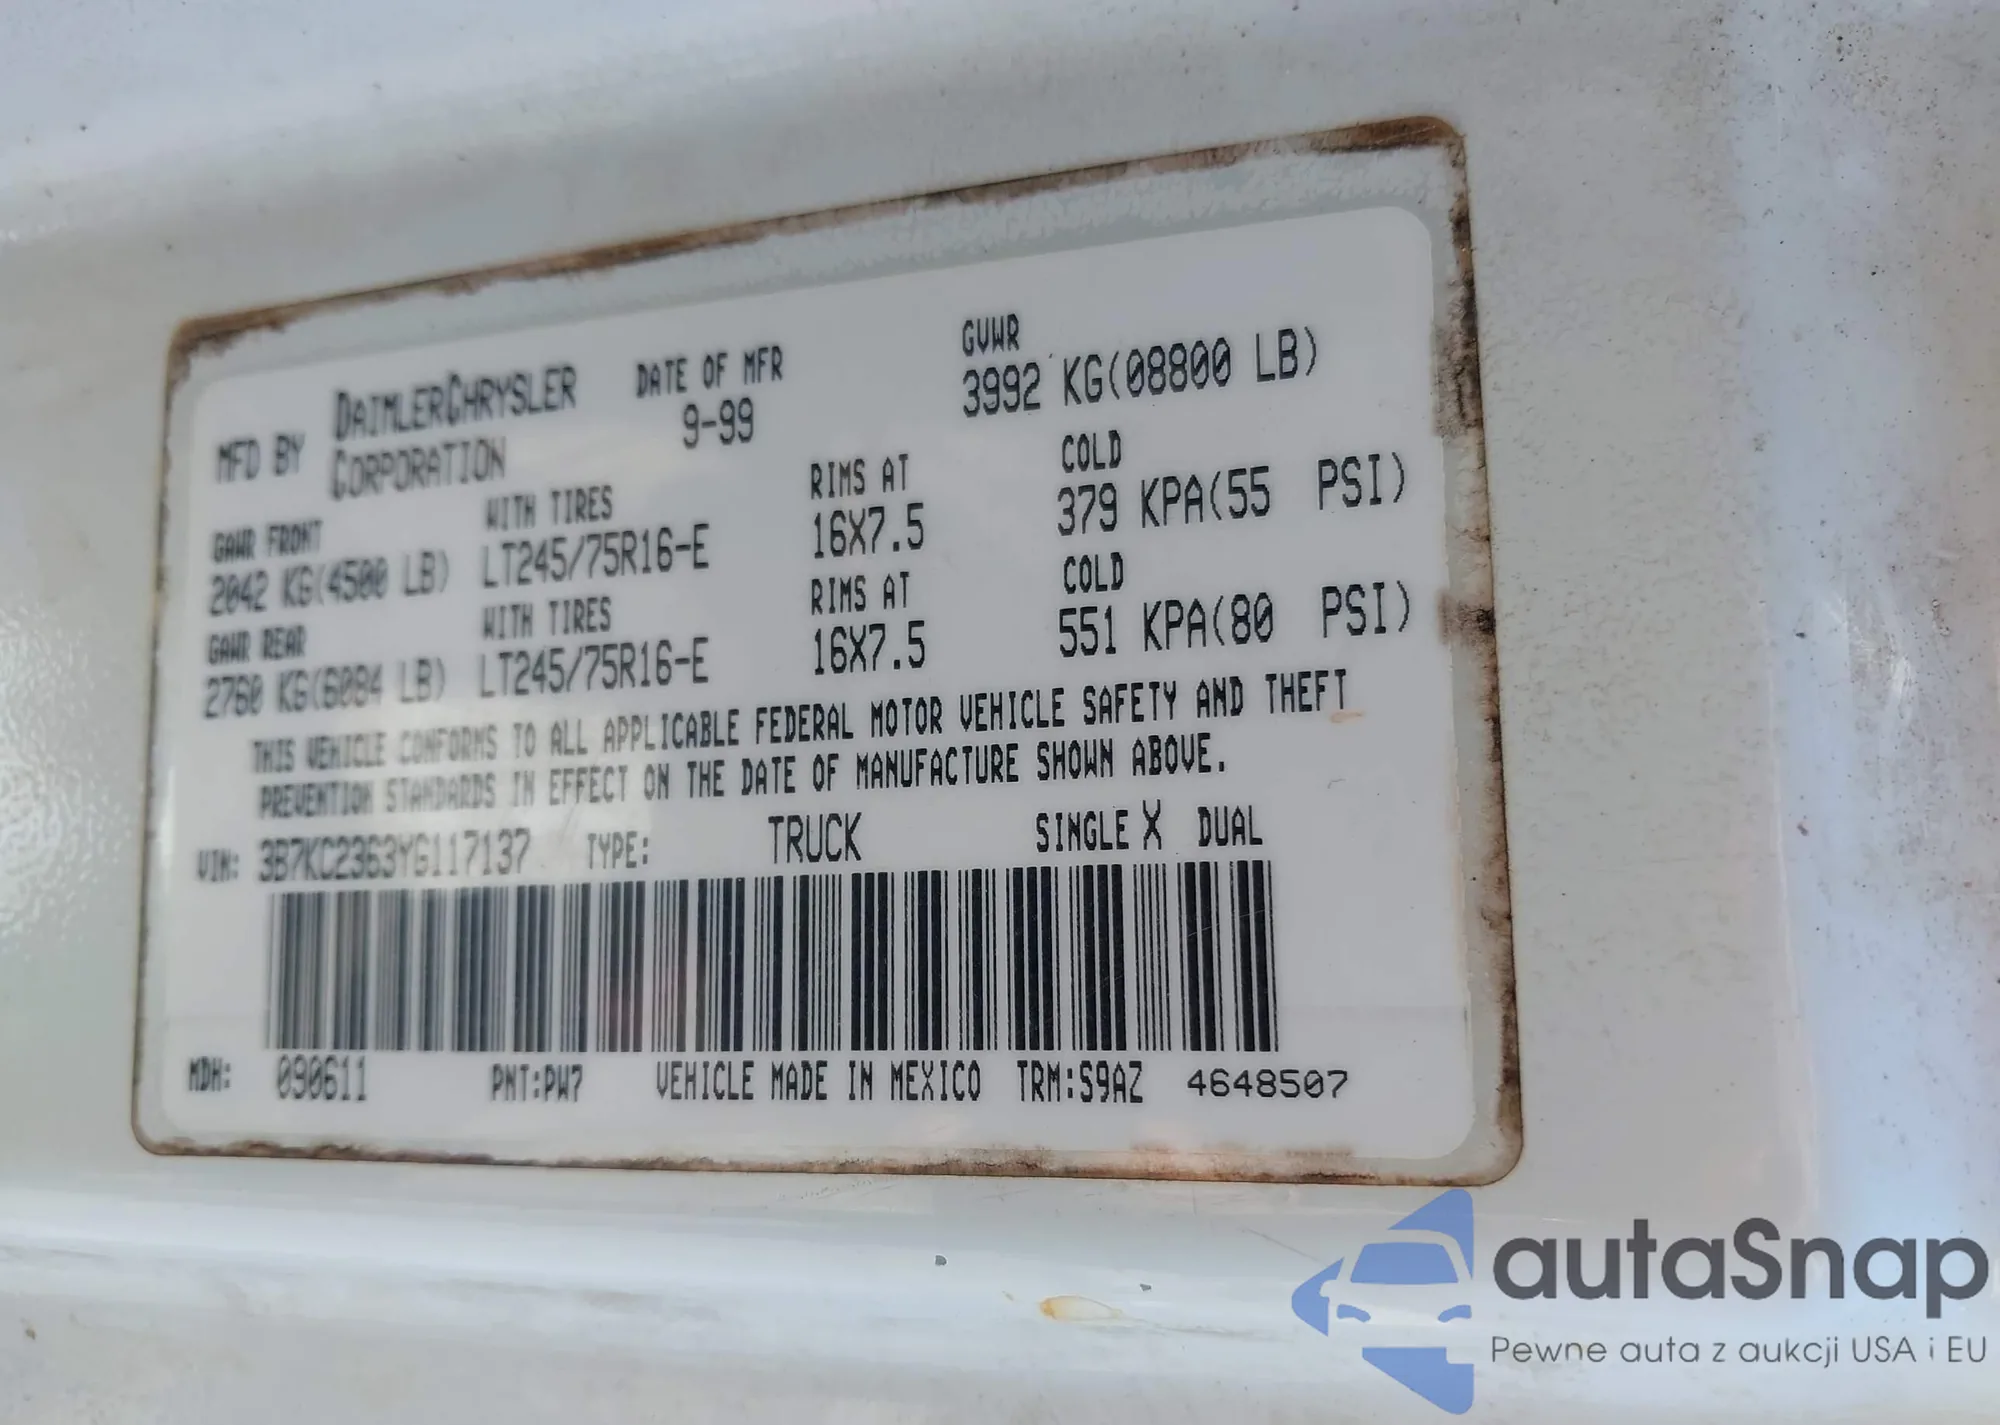 MFD BY DAIMLERCHRYSLER CORPORATION
DATE OF MFR
9-99
GVWR
3992 KG(08800 LB)
GAWR FRONT WITH TIRES RIMS AT COLD
2042 KG(4500 LB) LT245/75R16-E 16X7.5 379 KPA(55 PSI)
GAWR REAR WITH TIRES RIMS AT COLD
2760 KG(6084 LB) LT245/75R16-E 16X7.5 551 KPA(80 PSI)
THIS VEHICLE CONFORMS TO ALL APPLICABLE FEDERAL MOTOR VEHICLE SAFETY AND THEFT
PREVENTION STANDARDS IN EFFECT ON THE DATE OF MANUFACTURE SHOWN ABOVE.
VIN: 3B7KC2363YG117137 TYPE: TRUCK SINGLE X DUAL
MDH: 090611 PNT:PW7 VEHICLE MADE IN MEXICO TRM:S9AZ 4648507
autaSnap
Pewne auta z aukcji USA i EU